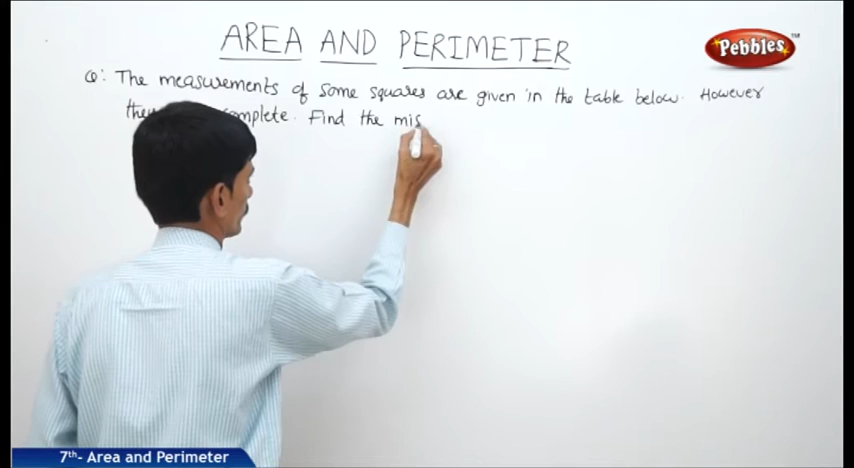 AREA AND PERIMETER
Pebbles TM
Q: The measurements of some squares are given in the table below. However
complete. Find the mis
7th- Area and Perimeter